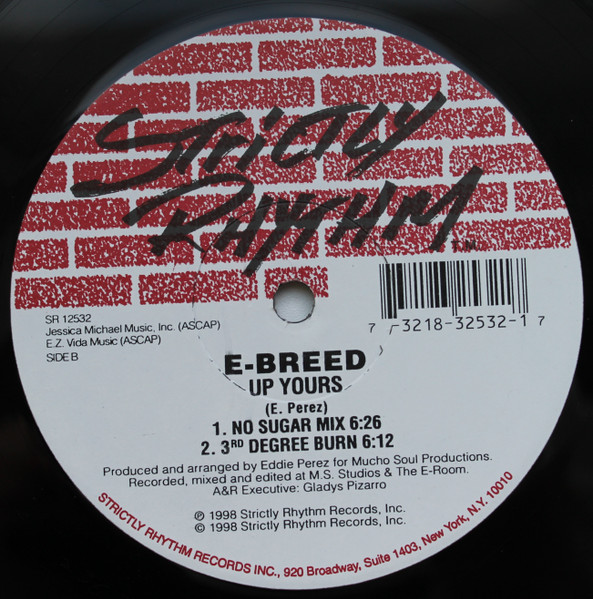 STRICTLY
RHYTHM T.M.
SR 12532
Jessica Michael Music, Inc. (ASCAP)
E.Z. Vida Music (ASCAP)
SIDE B
7 73218-32532-1 7
E-BREED
UP YOURS
(E. Perez)
1. NO SUGAR MIX 6:26
2. 3RD DEGREE BURN 6:12
Produced and arranged by Eddie Perez for Mucho Soul Productions.
Recorded, mixed and edited at M.S. Studios & The E-Room.
A&R Executive: Gladys Pizarro
℗ 1998 Strictly Rhythm Records, Inc.
© 1998 Strictly Rhythm Records, Inc.
STRICTLY RHYTHM RECORDS INC., 920 Broadway, Suite 1403, New York, N.Y. 10010